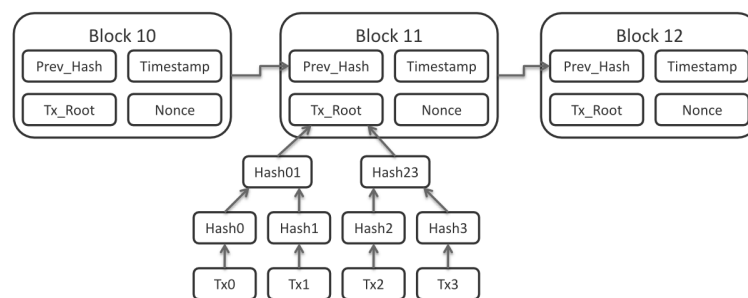 Block 10 Block 11 Block 12
Prev_Hash Timestamp Prev_Hash Timestamp Prev_Hash Timestamp
Tx_Root Nonce Tx_Root Nonce Tx_Root Nonce
Hash01 Hash23
Hash0 Hash1 Hash2 Hash3
Tx0 Tx1 Tx2 Tx3